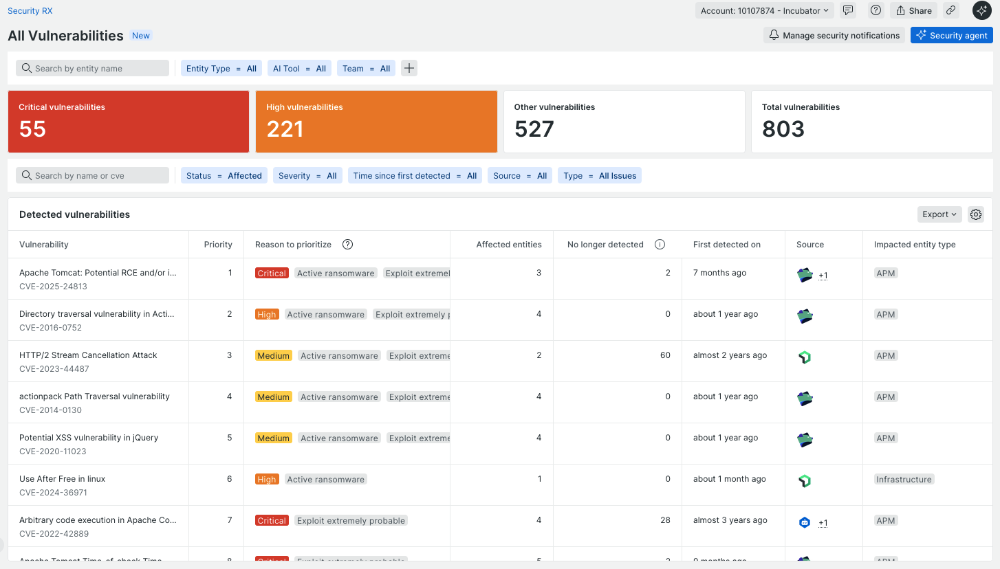 Security RX
Account: 10107874 - Incubator
Share
All Vulnerabilities New
Manage security notifications
Security agent
Search by entity name
Entity Type = All
AI Tool = All
Team = All
Critical vulnerabilities
55
High vulnerabilities
221
Other vulnerabilities
527
Total vulnerabilities
803
Search by name or cve
Status = Affected
Severity = All
Time since first detected = All
Source = All
Type = All Issues
Detected vulnerabilities
Export
Vulnerability Priority Reason to prioritize Affected entities No longer detected First detected on Source Impacted entity type
Apache Tomcat: Potential RCE and/or i... 1 Critical Active ransomware Exploit extremel 3 2 7 months ago +1 APM
CVE-2025-24813
Directory traversal vulnerability in Acti... 2 High Active ransomware Exploit extremely p 4 0 about 1 year ago APM
CVE-2016-0752
HTTP/2 Stream Cancellation Attack 3 Medium Active ransomware Exploit extreme 2 60 almost 2 years ago APM
CVE-2023-44487
actionpack Path Traversal vulnerability 4 Medium Active ransomware Exploit extreme 4 0 about 1 year ago APM
CVE-2014-0130
Potential XSS vulnerability in jQuery 5 Medium Active ransomware Exploit extreme 4 0 about 1 year ago APM
CVE-2020-11023
Use After Free in linux 6 High Active ransomware 1 0 about 1 month ago Infrastructure
CVE-2024-36971
Arbitrary code execution in Apache Co... 7 Critical Exploit extremely probable 4 28 almost 3 years ago +1 APM
CVE-2022-42889
Apache Tomcat Time-of-check Time 8 Critical Exploit extremely probable 5 months ago APM